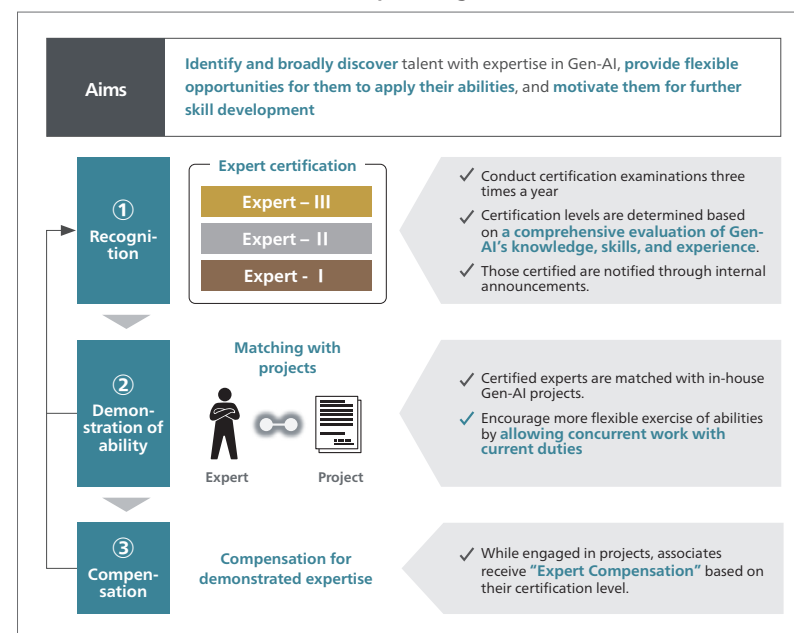 Aims
Identify and broadly discover talent with expertise in Gen-AI, provide flexible
opportunities for them to apply their abilities, and motivate them for further
skill development
①
Recogni-
tion
Expert certification
Expert – III
Expert – II
Expert - I
Conduct certification examinations three
times a year
Certification levels are determined based
on a comprehensive evaluation of Gen-
AI’s knowledge, skills, and experience.
Those certified are notified through internal
announcements.
②
Demon-
stration of
ability
Matching with
projects
Expert
Project
Certified experts are matched with in-house
Gen-AI projects.
Encourage more flexible exercise of abilities
by allowing concurrent work with
current duties
③
Compen-
sation
Compensation for
demonstrated expertise
While engaged in projects, associates
receive “Expert Compensation” based on
their certification level.